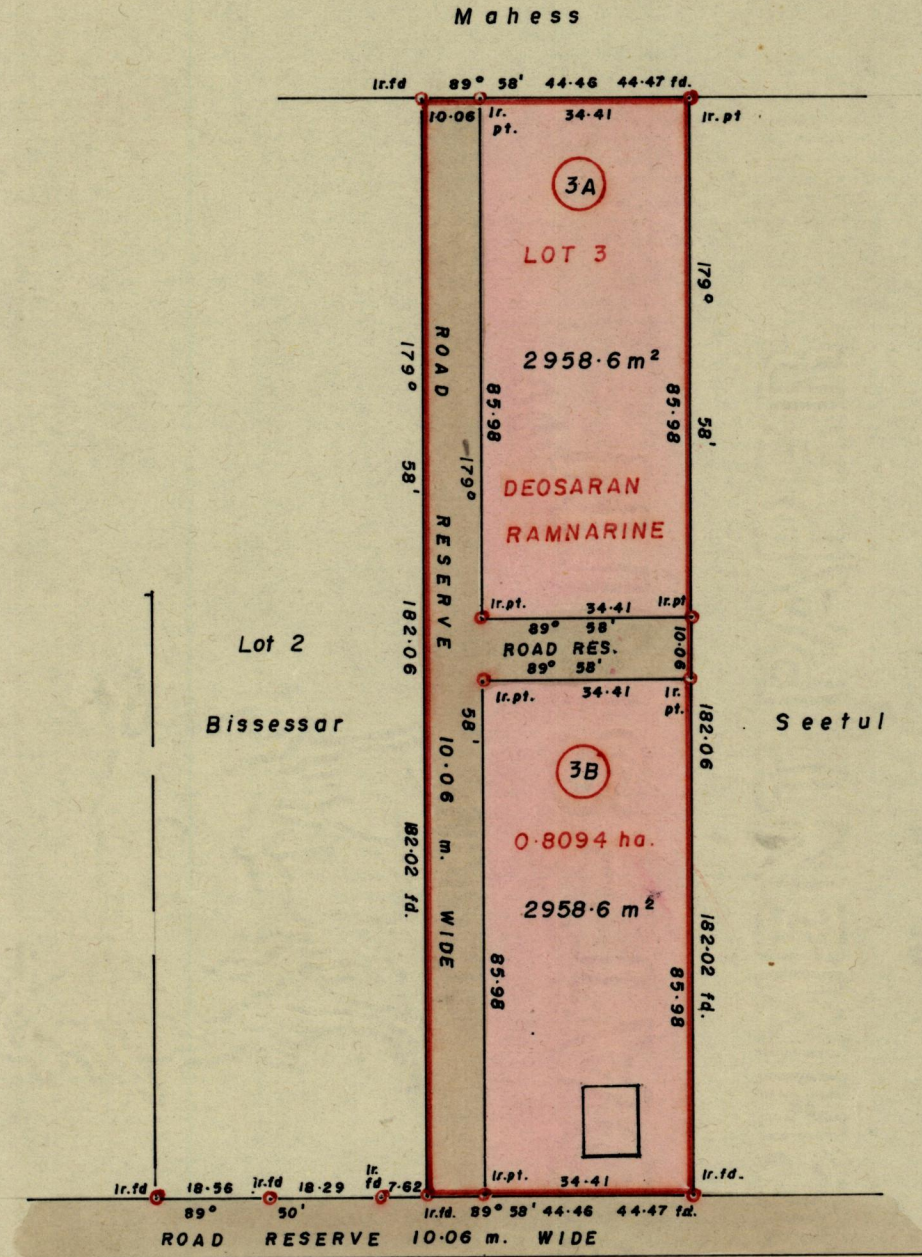 Mahess
Ir.fd 89° 58' 44·46 44·47 fd.
10·06 Ir. pt. 34·41 Ir.pt
3A
LOT 3
179°
2958·6 m²
ROAD RESERVE 10·06 m. WIDE
179° 58' 182·06 182·02 fd.
85·98
85·98
58'
179° 58'
DEOSARAN
RAMNARINE
Ir.pt. 34·41 Ir.pt
89° 58'
ROAD RES.
10·06
89° 58'
Ir.pt. 34·41 Ir. pt.
Lot 2
Bissessar
Seetul
182·06
3B
0·8094 ha.
2958·6 m²
182·02 fd.
85·98
85·98
Ir.pt. 34·41 Ir.fd.
Ir.fd 18·56 Ir.fd 18·29 Ir. fd 7·62
89° 50' Ir.fd. 89° 58' 44·46 44·47 fd.
ROAD RESERVE 10·06 m. WIDE